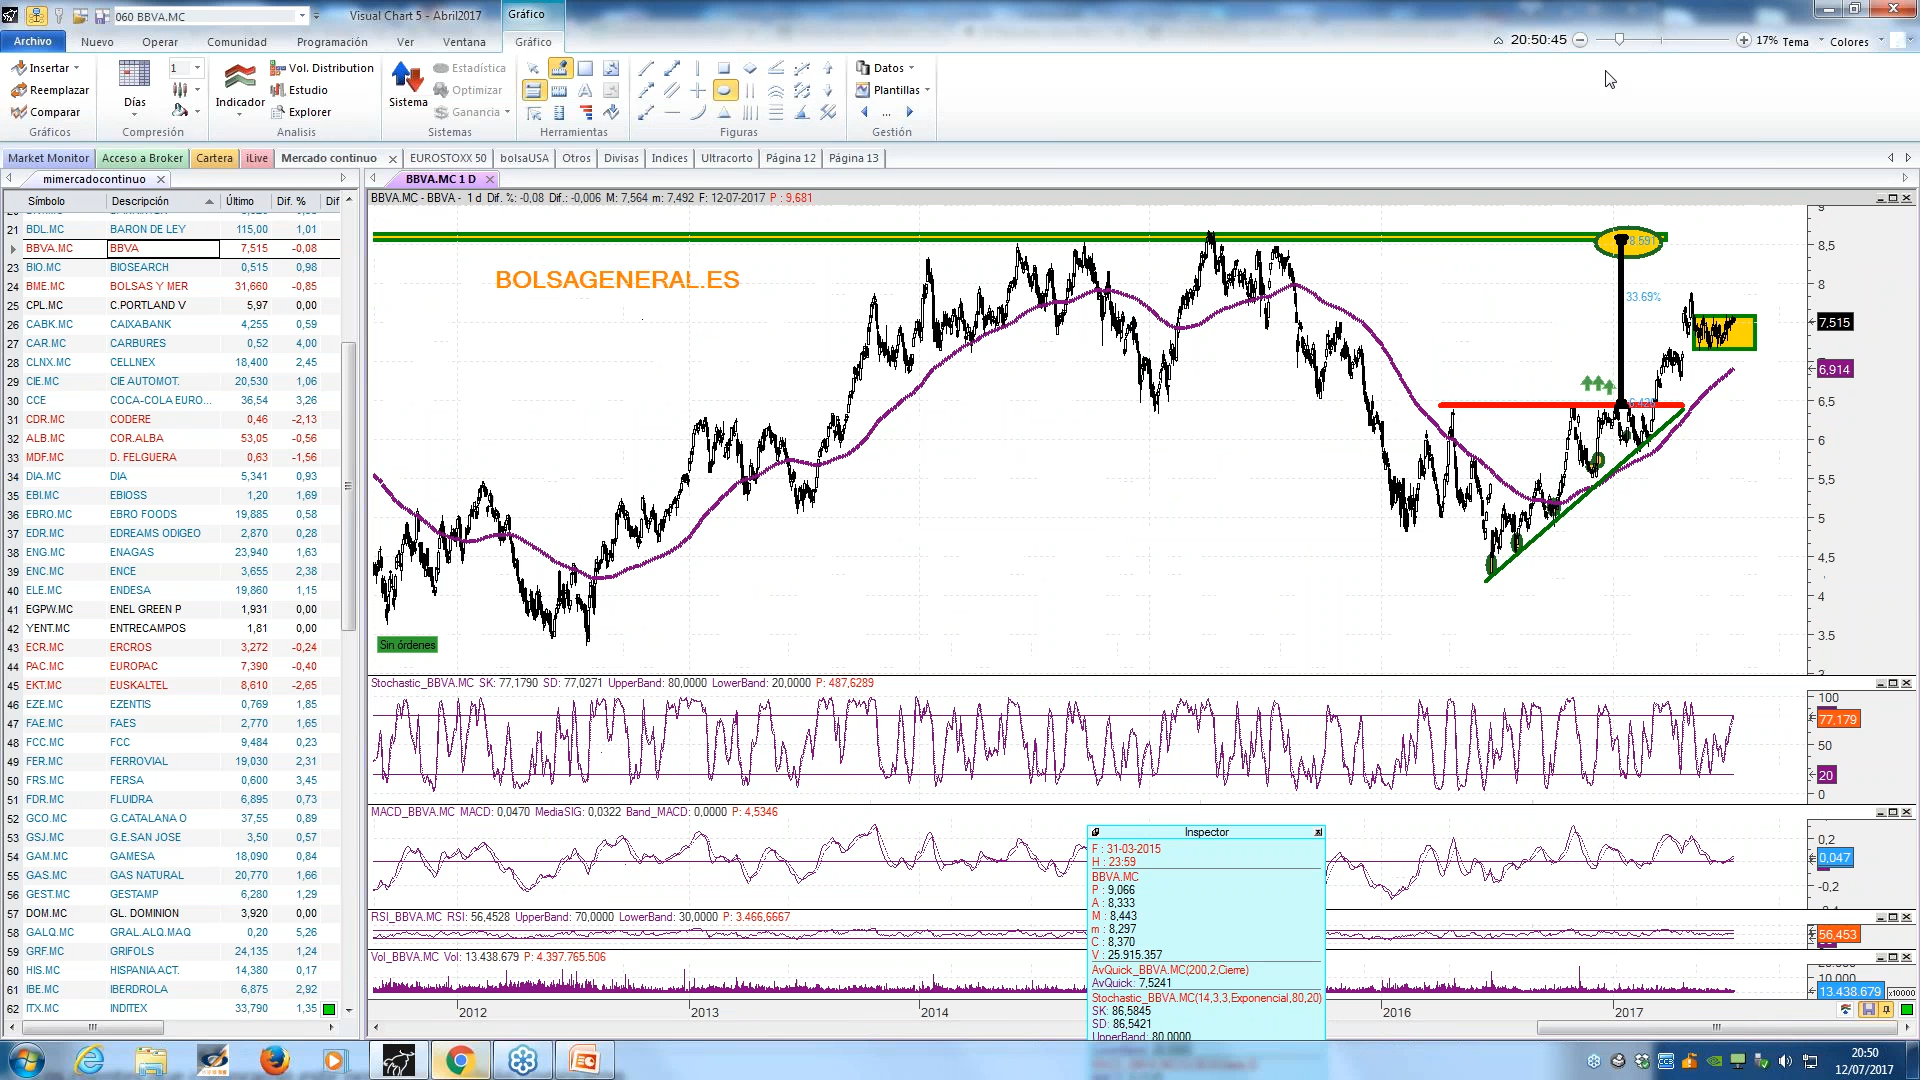 060 BBVA.MC
Visual Chart 5 - Abril2017
Gráfico
Archivo Nuevo Operar Comunidad Programación Ver Ventana Gráfico
20:50:45 17% Tema Colores
Insertar
Reemplazar
Comparar
Gráficos
Días
1
Compresión
Indicador
Vol. Distribution
Estudio
Explorer
Analisis
Sistema
Estadística
Optimizar
Ganancia
Sistemas
Herramientas
Figuras
Datos
Plantillas
...
Gestión
Market Monitor Acceso a Broker Cartera iLive Mercado continuo EUROSTOXX 50 bolsaUSA Otros Divisas Indices Ultracorto Página 12 Página 13
mimercadocontinuo
Símbolo Descripción Último Dif. % Dif
21 BDL.MC BARON DE LEY 115,00 1,01
BBVA.MC BBVA 7,515 -0,08
23 BIO.MC BIOSEARCH 0,515 0,98
24 BME.MC BOLSAS Y MER 31,660 -0,85
25 CPL.MC C.PORTLAND V 5,97 0,00
26 CABK.MC CAIXABANK 4,255 0,59
27 CAR.MC CARBURES 0,52 4,00
28 CLNX.MC CELLNEX 18,400 2,45
29 CIE.MC CIE AUTOMOT. 20,530 1,06
30 CCE COCA-COLA EURO... 36,54 3,26
31 CDR.MC CODERE 0,46 -2,13
32 ALB.MC COR.ALBA 53,05 -0,56
33 MDF.MC D. FELGUERA 0,63 -1,56
34 DIA.MC DIA 5,341 0,93
35 EBI.MC EBIOSS 1,20 1,69
36 EBRO.MC EBRO FOODS 19,885 0,58
37 EDR.MC EDREAMS ODIGEO 2,870 0,28
38 ENG.MC ENAGAS 23,940 1,63
39 ENC.MC ENCE 3,655 2,38
40 ELE.MC ENDESA 19,860 1,15
41 EGPW.MC ENEL GREEN P 1,931 0,00
42 YENT.MC ENTRECAMPOS 1,81 0,00
43 ECR.MC ERCROS 3,272 -0,24
44 PAC.MC EUROPAC 7,390 -0,40
45 EKT.MC EUSKALTEL 8,610 -2,65
46 EZE.MC EZENTIS 0,769 1,85
47 FAE.MC FAES 2,770 1,65
48 FCC.MC FCC 9,484 0,23
49 FER.MC FERROVIAL 19,030 2,31
50 FRS.MC FERSA 0,600 3,45
51 FDR.MC FLUIDRA 6,895 0,73
52 GCO.MC G.CATALANA O 37,55 0,89
53 GSJ.MC G.E.SAN JOSE 3,50 0,57
54 GAM.MC GAMESA 18,090 0,84
55 GAS.MC GAS NATURAL 20,770 1,66
56 GEST.MC GESTAMP 6,280 1,29
57 DOM.MC GL. DOMINION 3,920 0,00
58 GALQ.MC GRAL.ALQ.MAQ 0,20 5,26
59 GRF.MC GRIFOLS 24,135 1,24
60 HIS.MC HISPANIA ACT. 14,380 0,17
61 IBE.MC IBERDROLA 6,875 2,92
62 ITX.MC INDITEX 33,790 1,35
BBVA.MC 1 D
BBVA.MC - BBVA - 1 d Dif. %: -0,08 Dif.: -0,006 M: 7,564 m: 7,492 F: 12-07-2017 P : 9,681
BOLSAGENERAL.ES
8.591
33.69%
Sin órdenes
9
8,5
8
7,515
6,914
6,5
6
5,5
5
4,5
4
3,5
Stochastic_BBVA.MC SK: 77,1790 SD: 77,0271 UpperBand: 80,0000 LowerBand: 20,0000 P: 487,6289
100
77,179
50
20
0
MACD_BBVA.MC MACD: 0,0470 MediaSIG: 0,0322 Band_MACD: 0,0000 P: 4,5346
0,2
0,047
-0,2
RSI_BBVA.MC RSI: 56,4528 UpperBand: 70,0000 LowerBand: 30,0000 P: 3.466,6667
56,453
Vol_BBVA.MC Vol: 13.438.679 P: 4.397.765.506
10.000
13.438.679 x10000
2012 2013 2014 2016 2017
Inspector
F : 31-03-2015
H : 23:59
BBVA.MC
P : 9,066
A : 8,333
M : 8,443
m : 8,297
C : 8,370
V : 25.915.357
AvQuick_BBVA.MC(200,2,Cierre)
AvQuick: 7,5241
Stochastic_BBVA.MC(14,3,3,Exponencial,80,20)
SK: 86,5845
SD: 86,5421
UpperBand: 80,0000
20:50
12/07/2017